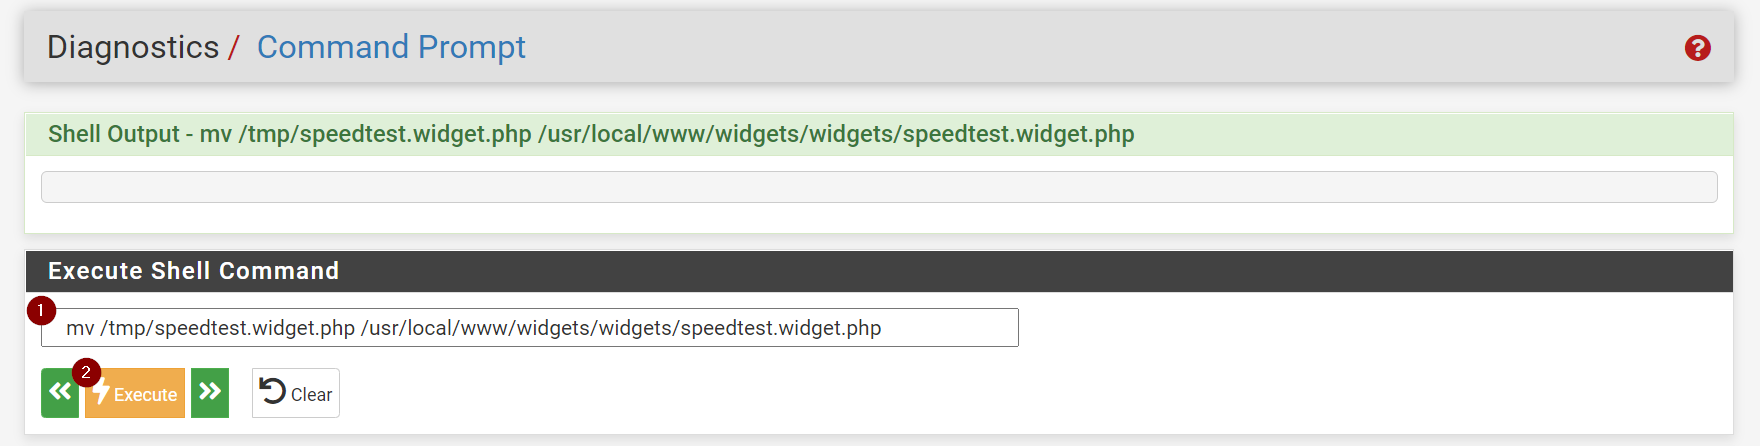 Diagnostics / Command Prompt
Shell Output - mv /tmp/speedtest.widget.php /usr/local/www/widgets/widgets/speedtest.widget.php
Execute Shell Command
1
mv /tmp/speedtest.widget.php /usr/local/www/widgets/widgets/speedtest.widget.php
2
Execute Clear